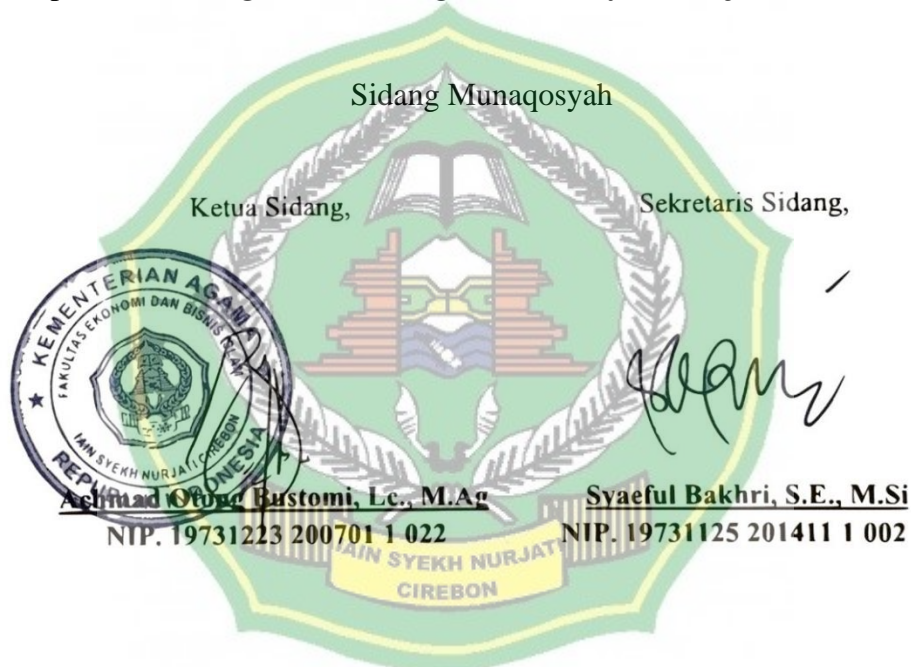 Sidang Munaqosyah
Ketua Sidang,
Sekretaris Sidang,
KEMENTERIAN AGAMA
FAKULTAS EKONOMI DAN BISNIS ISLAM
IAIN SYEKH NURJATI CIREBON
REPUBLIK INDONESIA
Achmad Otong Bustomi, Lc., M.Ag
NIP. 19731223 200701 1 022
Syaeful Bakhri, S.E., M.Si
NIP. 19731125 201411 1 002
IAIN SYEKH NURJATI
CIREBON